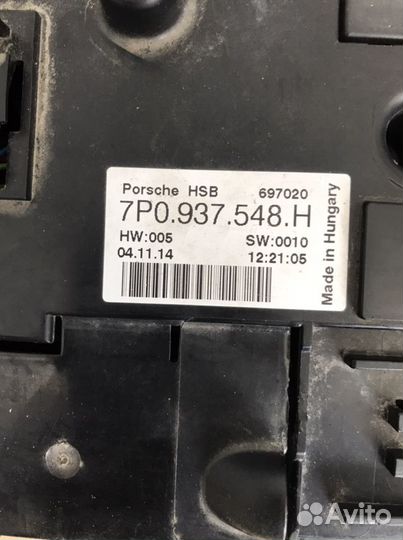 Porsche HSB 697020
7P0.937.548.H
HW:005 SW:0010
04.11.14 12:21:05
Made in Hungary
Avito